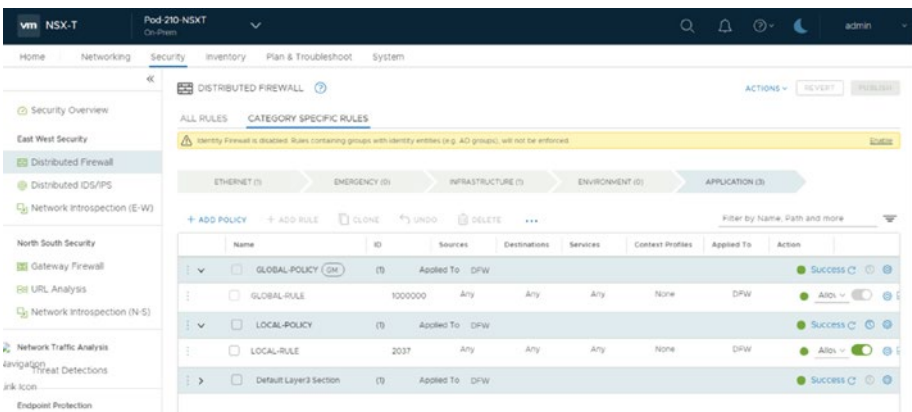 vm NSX-T
Pod-210-NSXT
On-Prem
admin
Home Networking Security Inventory Plan & Troubleshoot System
DISTRIBUTED FIREWALL
ACTIONS REVERT PUBLISH
Security Overview
ALL RULES CATEGORY SPECIFIC RULES
East West Security
Identity Firewall is disabled. Rules containing groups with identity entities (e.g. AD groups), will not be enforced. Enable
Distributed Firewall
Distributed IDS/IPS
ETHERNET (1) EMERGENCY (0) INFRASTRUCTURE (1) ENVIRONMENT (0) APPLICATION (3)
Network Introspection (E-W)
+ ADD POLICY + ADD RULE CLONE UNDO DELETE ...
Filter by Name, Path and more
North South Security
Name ID Sources Destinations Services Context Profiles Applied To Action
Gateway Firewall
GLOBAL-POLICY GM (1) Applied To DFW Success
URL Analysis
GLOBAL-RULE 1000000 Any Any Any None DFW
Network Introspection (N-S)
LOCAL-POLICY (1) Applied To DFW Success
Network Traffic Analysis
LOCAL-RULE 2037 Any Any Any None DFW
Navigation
Threat Detections
Icon
Default Layer3 Section (1) Applied To DFW Success
Endpoint Protection